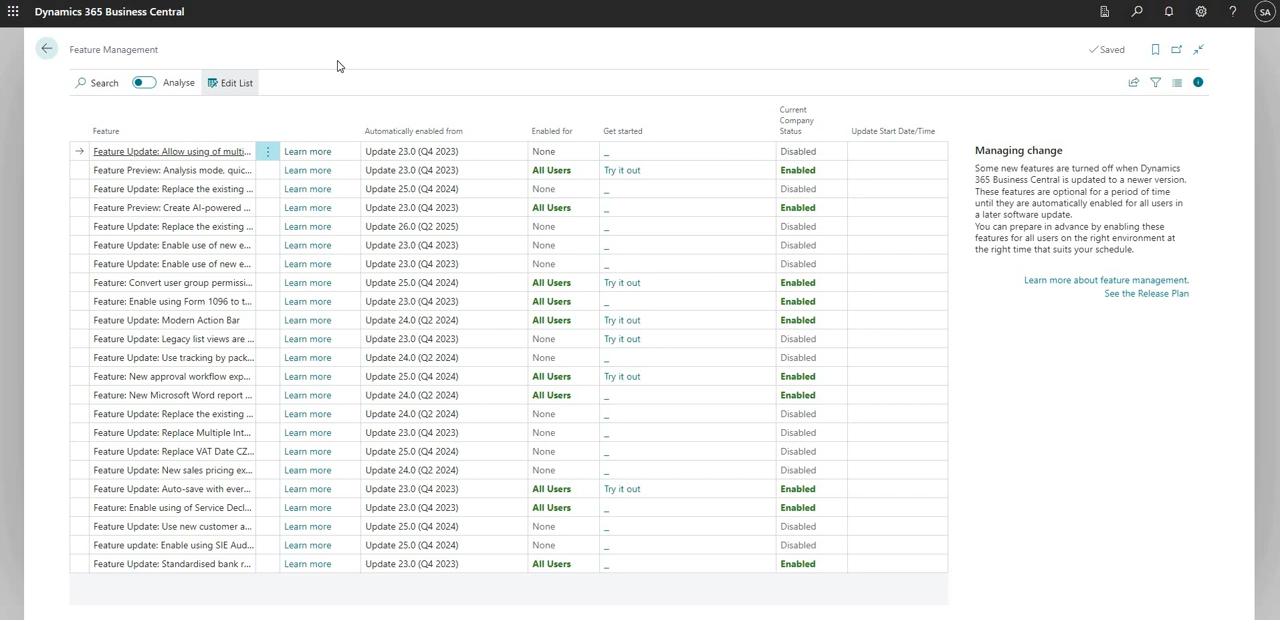 Dynamics 365 Business Central
SA
Feature Management
Saved
Search Analyse Edit List
Feature Automatically enabled from Enabled for Get started Current Company Status Update Start Date/Time
Feature Update: Allow using of multi... Learn more Update 23.0 (Q4 2023) None _ Disabled
Feature Preview: Analysis mode, quic... Learn more Update 23.0 (Q4 2023) All Users Try it out Enabled
Feature Update: Replace the existing ... Learn more Update 25.0 (Q4 2024) None _ Disabled
Feature Preview: Create AI-powered ... Learn more Update 23.0 (Q4 2023) All Users _ Enabled
Feature Update: Replace the existing ... Learn more Update 26.0 (Q2 2025) None _ Disabled
Feature Update: Enable use of new e... Learn more Update 23.0 (Q4 2023) None _ Disabled
Feature Update: Enable use of new e... Learn more Update 23.0 (Q4 2023) None _ Disabled
Feature: Convert user group permissi... Learn more Update 25.0 (Q4 2024) All Users Try it out Enabled
Feature: Enable using Form 1096 to t... Learn more Update 23.0 (Q4 2023) All Users _ Enabled
Feature Update: Modern Action Bar Learn more Update 24.0 (Q2 2024) All Users Try it out Enabled
Feature Update: Legacy list views are ... Learn more Update 23.0 (Q4 2023) None Try it out Disabled
Feature Update: Use tracking by pack... Learn more Update 24.0 (Q2 2024) None _ Disabled
Feature: New approval workflow exp... Learn more Update 25.0 (Q4 2024) All Users Try it out Enabled
Feature: New Microsoft Word report ... Learn more Update 24.0 (Q2 2024) All Users _ Enabled
Feature Update: Replace the existing ... Learn more Update 24.0 (Q2 2024) None _ Disabled
Feature Update: Replace Multiple Int... Learn more Update 23.0 (Q4 2023) None _ Disabled
Feature Update: Replace VAT Date CZ... Learn more Update 25.0 (Q4 2024) None _ Disabled
Feature Update: New sales pricing ex... Learn more Update 24.0 (Q2 2024) None _ Disabled
Feature Update: Auto-save with ever... Learn more Update 23.0 (Q4 2023) All Users Try it out Enabled
Feature: Enable using of Service Decl... Learn more Update 23.0 (Q4 2023) All Users _ Enabled
Feature Update: Use new customer a... Learn more Update 25.0 (Q4 2024) None _ Disabled
Feature update: Enable using SIE Aud... Learn more Update 25.0 (Q4 2024) None _ Disabled
Feature Update: Standardised bank r... Learn more Update 23.0 (Q4 2023) All Users _ Enabled
Managing change
Some new features are turned off when Dynamics
365 Business Central is updated to a newer version.
These features are optional for a period of time
until they are automatically enabled for all users in
a later software update.
You can prepare in advance by enabling these
features for all users on the right environment at
the right time that suits your schedule.
Learn more about feature management.
See the Release Plan